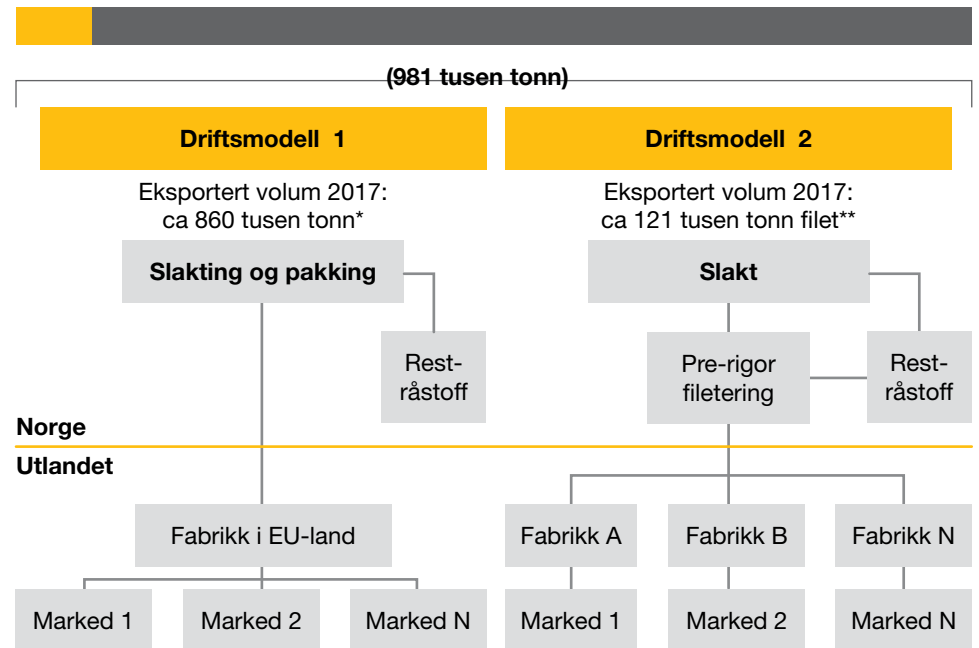 (981 tusen tonn)
Driftsmodell 1
Eksportert volum 2017:
ca 860 tusen tonn*
Slakting og pakking
Rest-
råstoff
Driftsmodell 2
Eksportert volum 2017:
ca 121 tusen tonn filet**
Slakt
Pre-rigor
filetering
Rest-
råstoff
Norge
Utlandet
Fabrikk i EU-land
Marked 1
Marked 2
Marked N
Fabrikk A
Fabrikk B
Fabrikk N
Marked 1
Marked 2
Marked N